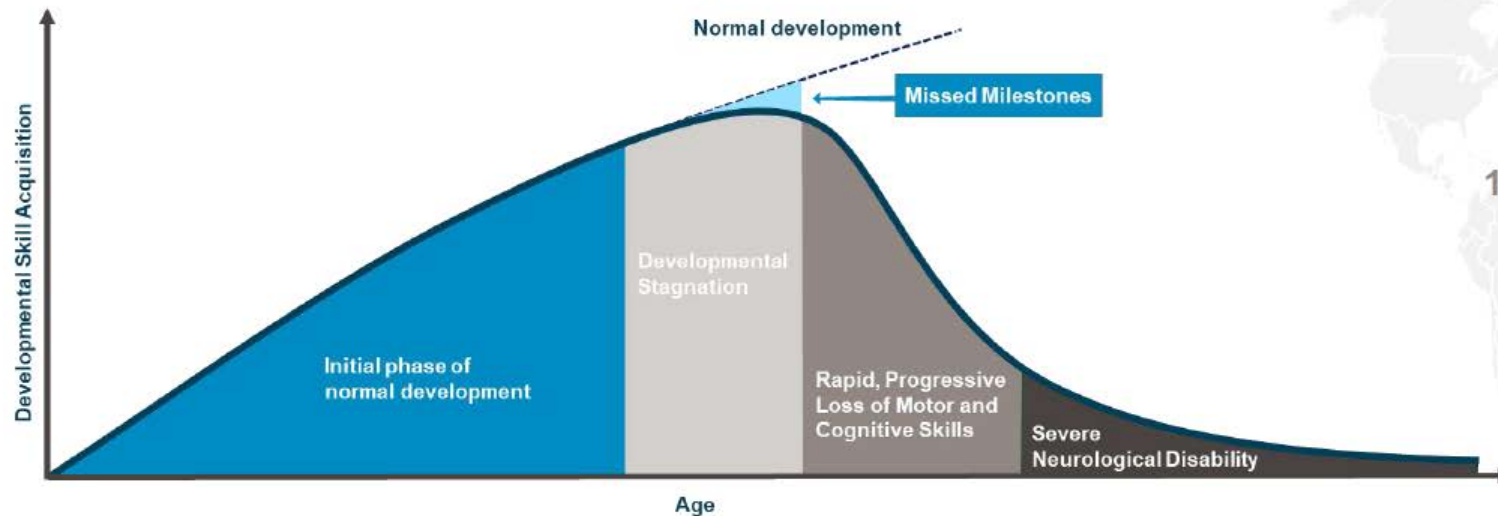 Normal development
Missed Milestones
Developmental Skill Acquisition
Developmental
Stagnation
Initial phase of
normal development
Rapid, Progressive
Loss of Motor and
Cognitive Skills
Severe
Neurological Disability
Age
1